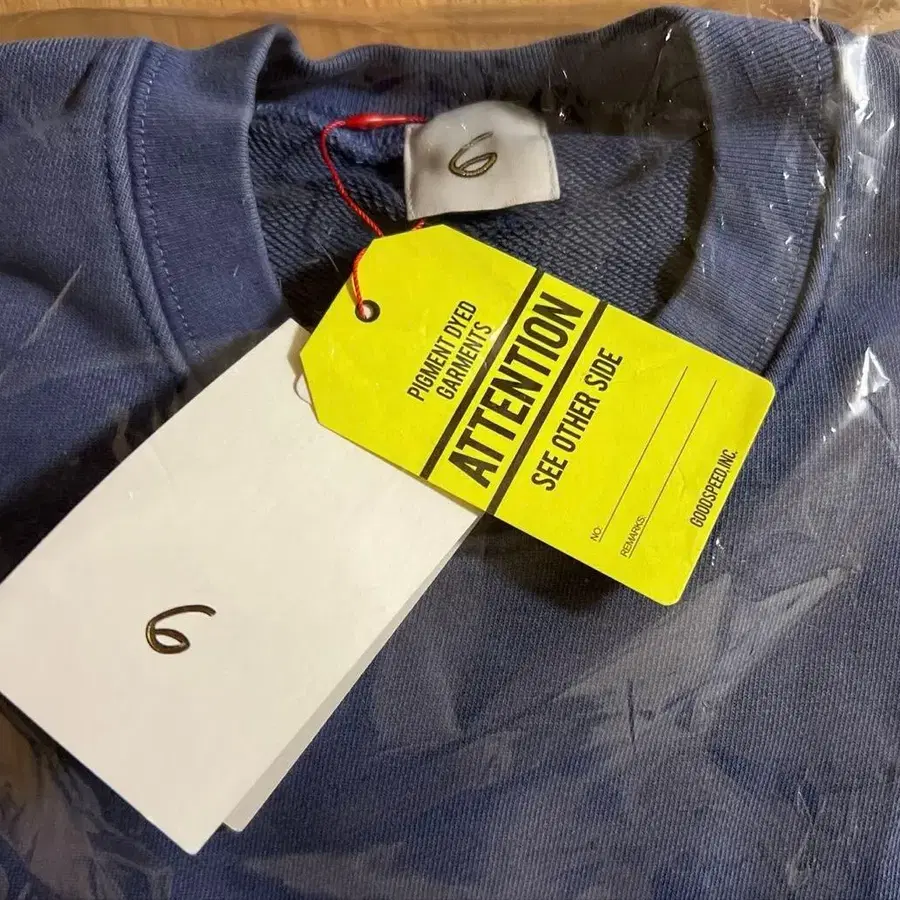 6
PIGMENT DYED
GARMENTS
ATTENTION
SEE OTHER SIDE
NO:
REMARKS:
GOODSPEED,INC.
6